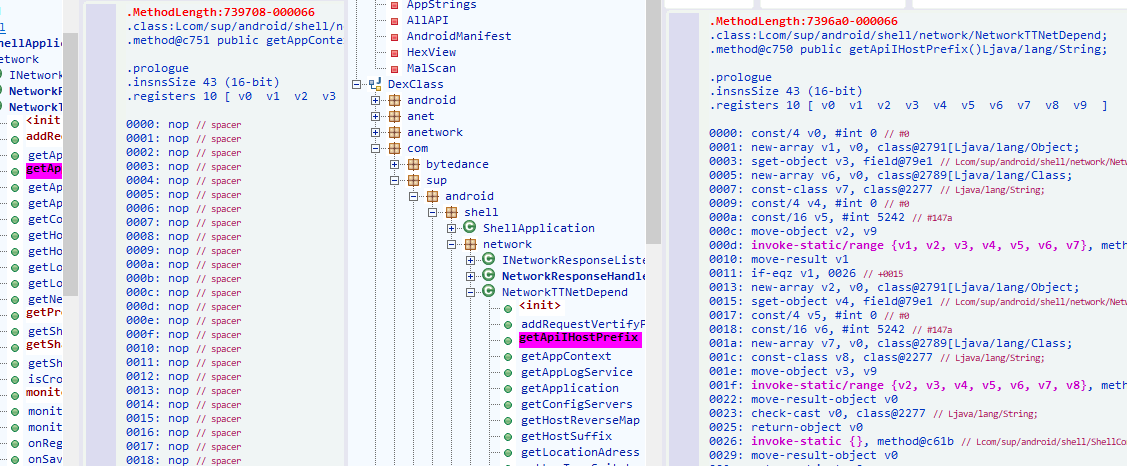 ll
hellApplic
etwork
INetwor
NetworkR
NetworkT
<init
addReq
getAp
getAp
getAp
getAp
getCo
getHo
getHo
getLo
getLo
getNe
getPr
getSh
getSha
getSh
isCro
monit
monit
monit
onReg
onSav
.MethodLength:739708-000066
.class:Lcom/sup/android/shell/n
.method@c751 public getAppConte
.prologue
.insnsSize 43 (16-bit)
.registers 10 [ v0 v1 v2 v3
0000: nop // spacer
0001: nop // spacer
0002: nop // spacer
0003: nop // spacer
0004: nop // spacer
0005: nop // spacer
0006: nop // spacer
0007: nop // spacer
0008: nop // spacer
0009: nop // spacer
000a: nop // spacer
000b: nop // spacer
000c: nop // spacer
000d: nop // spacer
000e: nop // spacer
000f: nop // spacer
0010: nop // spacer
0011: nop // spacer
0012: nop // spacer
0013: nop // spacer
0014: nop // spacer
0015: nop // spacer
0016: nop // spacer
0017: nop // spacer
0018: nop // spacer
AppStrings
AllAPI
AndroidManifest
HexView
MalScan
DexClass
android
anet
anetwork
com
bytedance
sup
android
shell
ShellApplication
network
INetworkResponseListe
NetworkResponseHandle
NetworkTTNetDepend
<init>
addRequestVertifyP
getApiIHostPrefix
getAppContext
getAppLogService
getApplication
getConfigServers
getHostReverseMap
getHostSuffix
getLocationAdress
.MethodLength:7396a0-000066
.class:Lcom/sup/android/shell/network/NetworkTTNetDepend;
.method@c750 public getApiIHostPrefix()Ljava/lang/String;
.prologue
.insnsSize 43 (16-bit)
.registers 10 [ v0 v1 v2 v3 v4 v5 v6 v7 v8 v9 ]
0000: const/4 v0, #int 0 // #0
0001: new-array v1, v0, class@2791[Ljava/lang/Object;
0003: sget-object v3, field@79e1 // Lcom/sup/android/shell/network/Net
0005: new-array v6, v0, class@2789[Ljava/lang/Class;
0007: const-class v7, class@2277 // Ljava/lang/String;
0009: const/4 v4, #int 0 // #0
000a: const/16 v5, #int 5242 // #147a
000c: move-object v2, v9
000d: invoke-static/range {v1, v2, v3, v4, v5, v6, v7}, meth
0010: move-result v1
0011: if-eqz v1, 0026 // +0015
0013: new-array v2, v0, class@2791[Ljava/lang/Object;
0015: sget-object v4, field@79e1 // Lcom/sup/android/shell/network/Net
0017: const/4 v5, #int 0 // #0
0018: const/16 v6, #int 5242 // #147a
001a: new-array v7, v0, class@2789[Ljava/lang/Class;
001c: const-class v8, class@2277 // Ljava/lang/String;
001e: move-object v3, v9
001f: invoke-static/range {v2, v3, v4, v5, v6, v7, v8}, meth
0022: move-result-object v0
0023: check-cast v0, class@2277 // Ljava/lang/String;
0025: return-object v0
0026: invoke-static {}, method@c61b // Lcom/sup/android/shell/ShellCom
0029: move-result-object v0